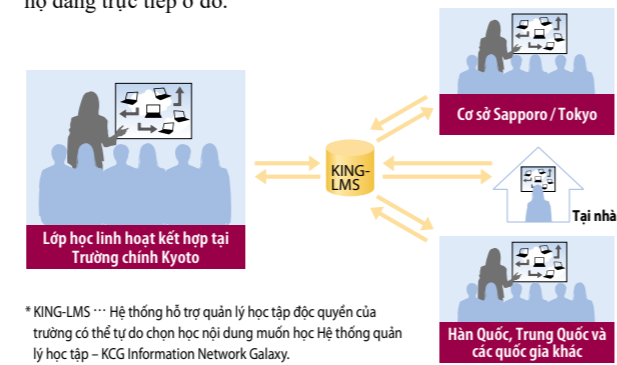 họ đang trực tiếp ở đó.
Cơ sở Sapporo / Tokyo
KING-
LMS
Tại nhà
Lớp học linh hoạt kết hợp tại
Trường chính Kyoto
Hàn Quốc, Trung Quốc và
các quốc gia khác
* KING-LMS ··· Hệ thống hỗ trợ quản lý học tập độc quyền của
trường có thể tự do chọn học nội dung muốn học Hệ thống quản
lý học tập – KCG Information Network Galaxy.